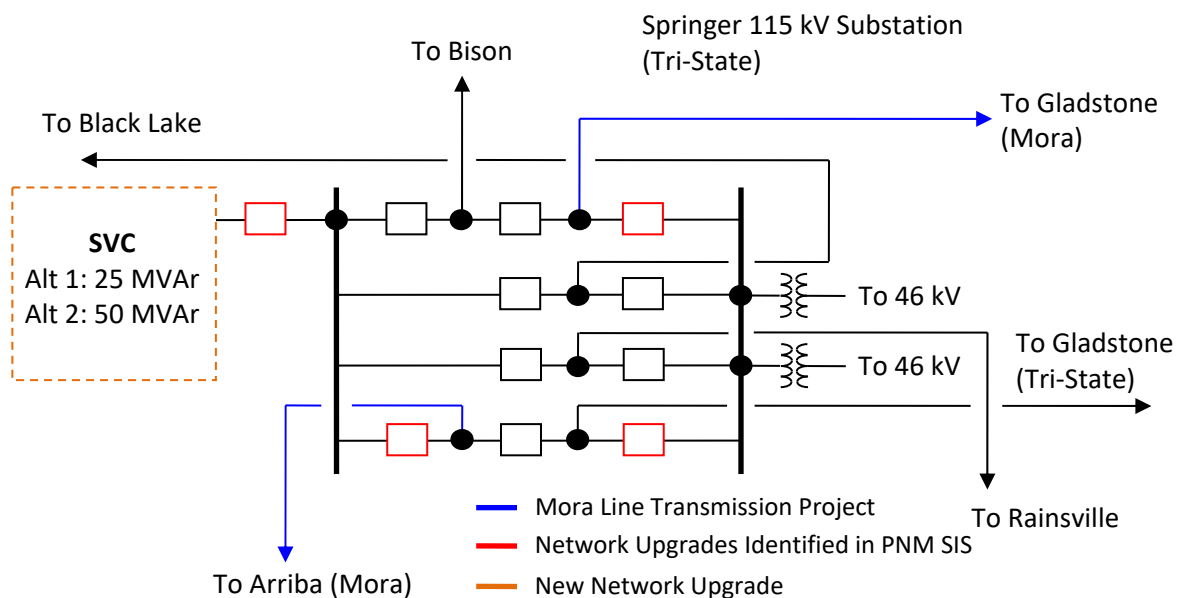 Springer 115 kV Substation
(Tri-State)
To Bison
To Gladstone
(Mora)
To Black Lake
SVC
Alt 1: 25 MVAr
Alt 2: 50 MVAr
To 46 kV
To 46 kV
To Gladstone
(Tri-State)
Mora Line Transmission Project
To Rainsville
Network Upgrades Identified in PNM SIS
To Arriba (Mora)
New Network Upgrade